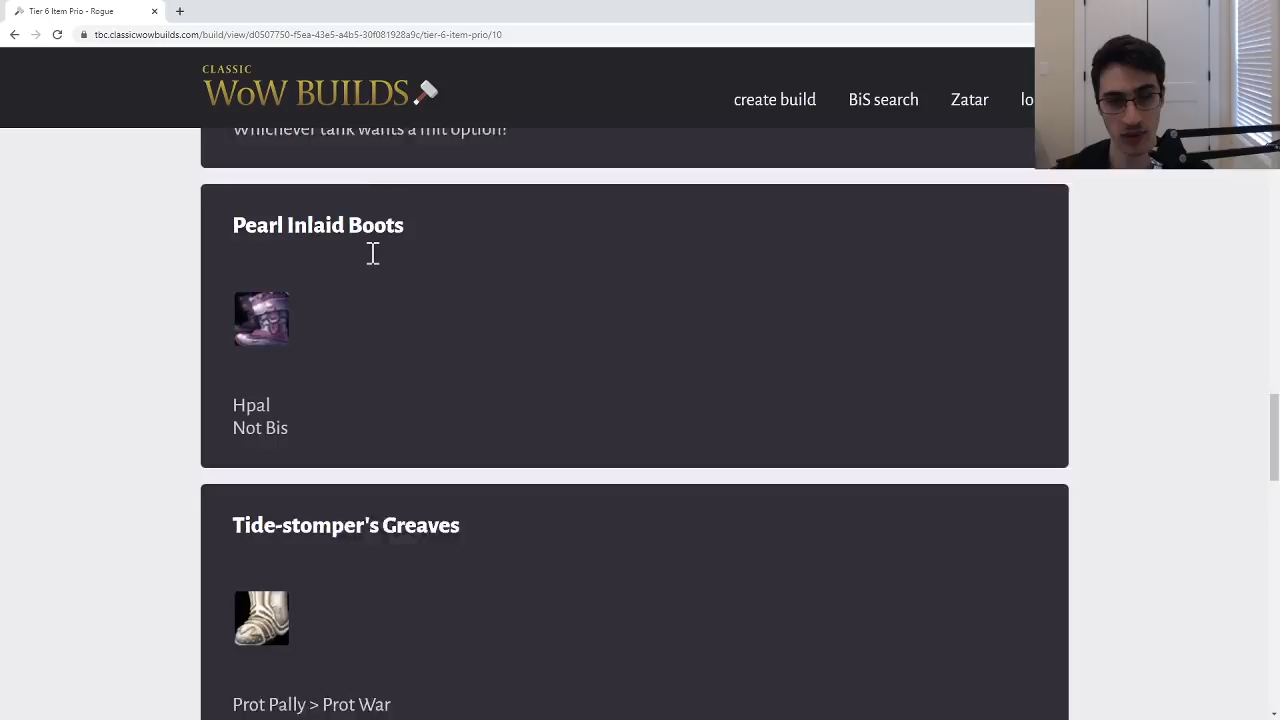 Tier 6 Item Prio - Rogue
tbc.classicwowbuilds.com/build/view/d0507750-f5ea-43e5-a4b5-30f081928a9c/tier-6-item-prio/10
CLASSIC
WoW BUILDS
create build BiS search Zatar lo
Whichever tank wants a mit option?
Pearl Inlaid Boots
Hpal
Not Bis
Tide-stomper's Greaves
Prot Pally > Prot War